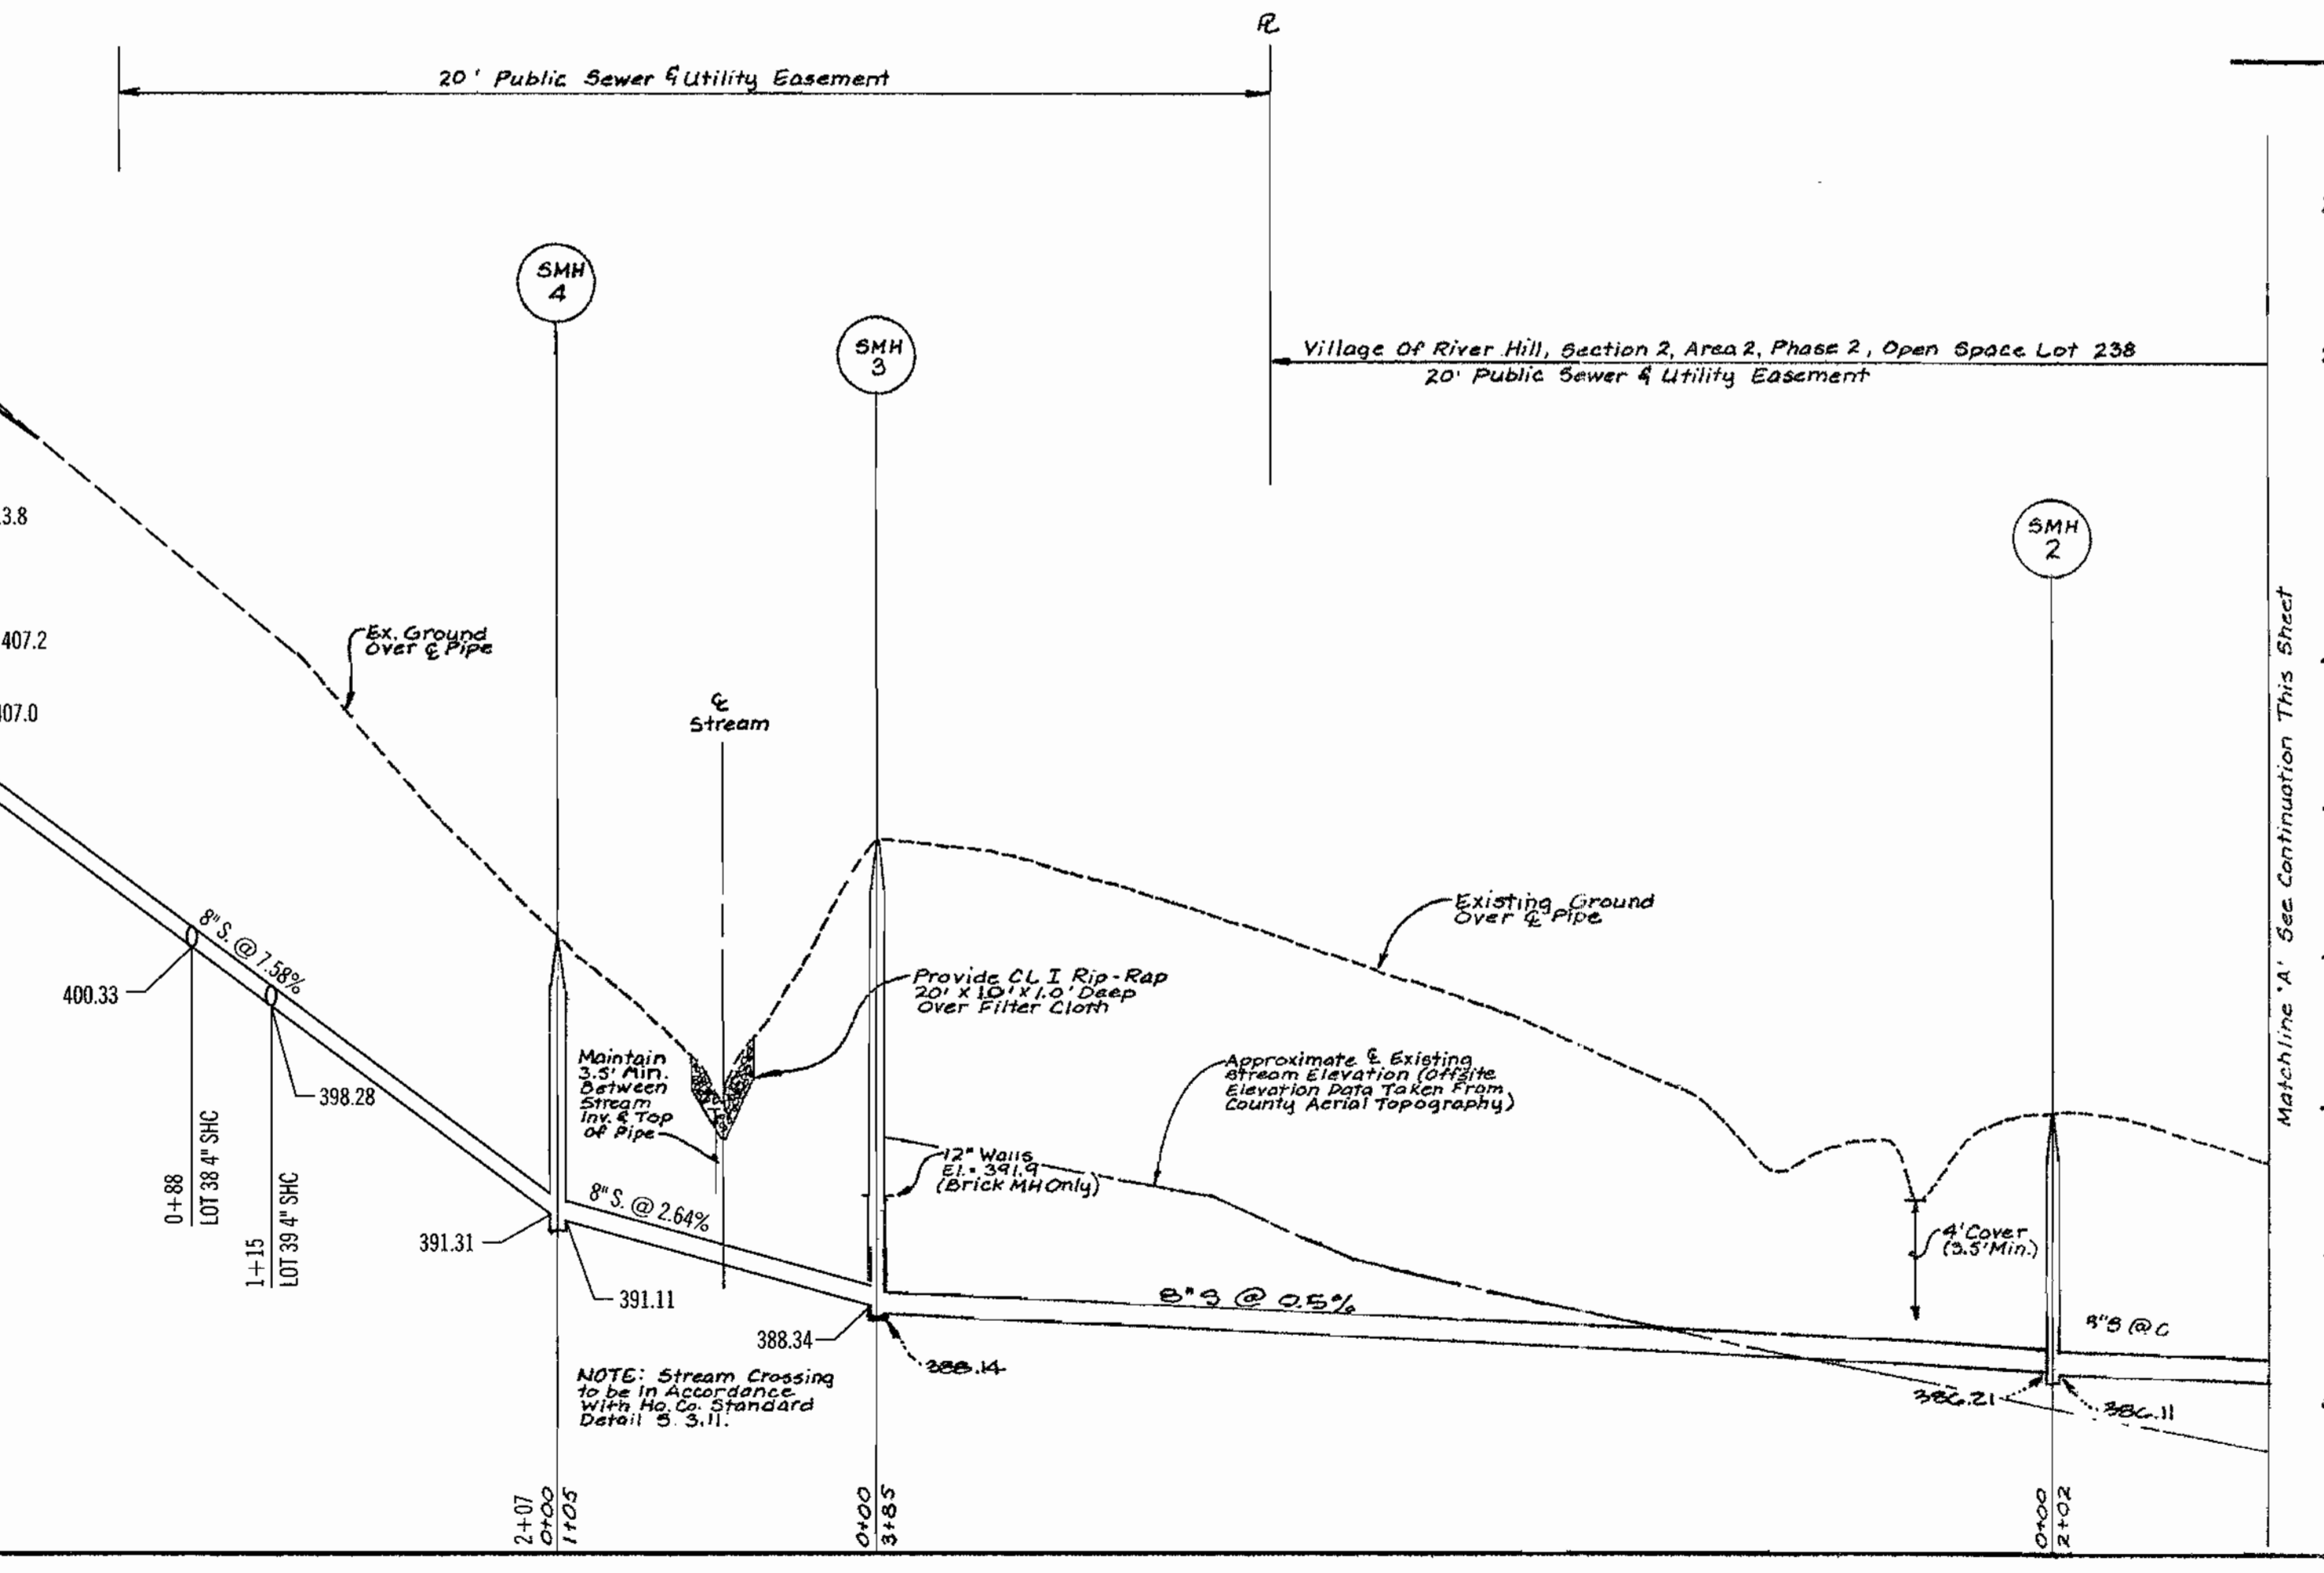 ℄
20' Public Sewer & Utility Easement
SMH
4
SMH
3
Village Of River Hill, Section 2, Area 2, Phase 2, Open Space Lot 238
20' Public Sewer & Utility Easement
SMH
2
3.8
407.2
07.0
Ex. Ground
Over ℄ Pipe
℄
Stream
Matchline 'A' See Continuation This Sheet
Existing Ground
Over ℄ Pipe
8" S. @ 7.58%
400.33
398.28
Provide CL I Rip-Rap
20' x 10' x 1.0' Deep
Over Filter Cloth
Maintain
3.5' Min.
Between
Stream
Inv. & Top
of Pipe
Approximate ℄ Existing
Stream Elevation (Offsite
Elevation Data Taken From
County Aerial Topography)
12" Walls
El. = 391.9
(Brick MH Only)
0+88
LOT 38 4" SHC
1+15
LOT 39 4" SHC
8" S. @ 2.64%
391.31
391.11
388.34
388.14
8" S @ 0.5%
4' Cover
(3.5' Min.)
8"S @ 0
386.21
386.11
NOTE: Stream Crossing
to be in Accordance
With Ho. Co. Standard
Detail S. 3.11.
2+07
0+00
1+05
0+00
3+85
0+00
2+02